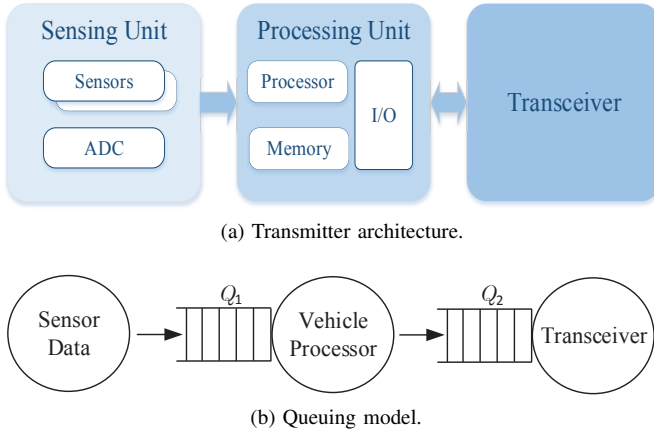 Sensing Unit
Sensors
ADC
Processing Unit
Processor
Memory
I/O
Transceiver
(a) Transmitter architecture.
Sensor
Data
Q1
Vehicle
Processor
Q2
Transceiver
(b) Queuing model.